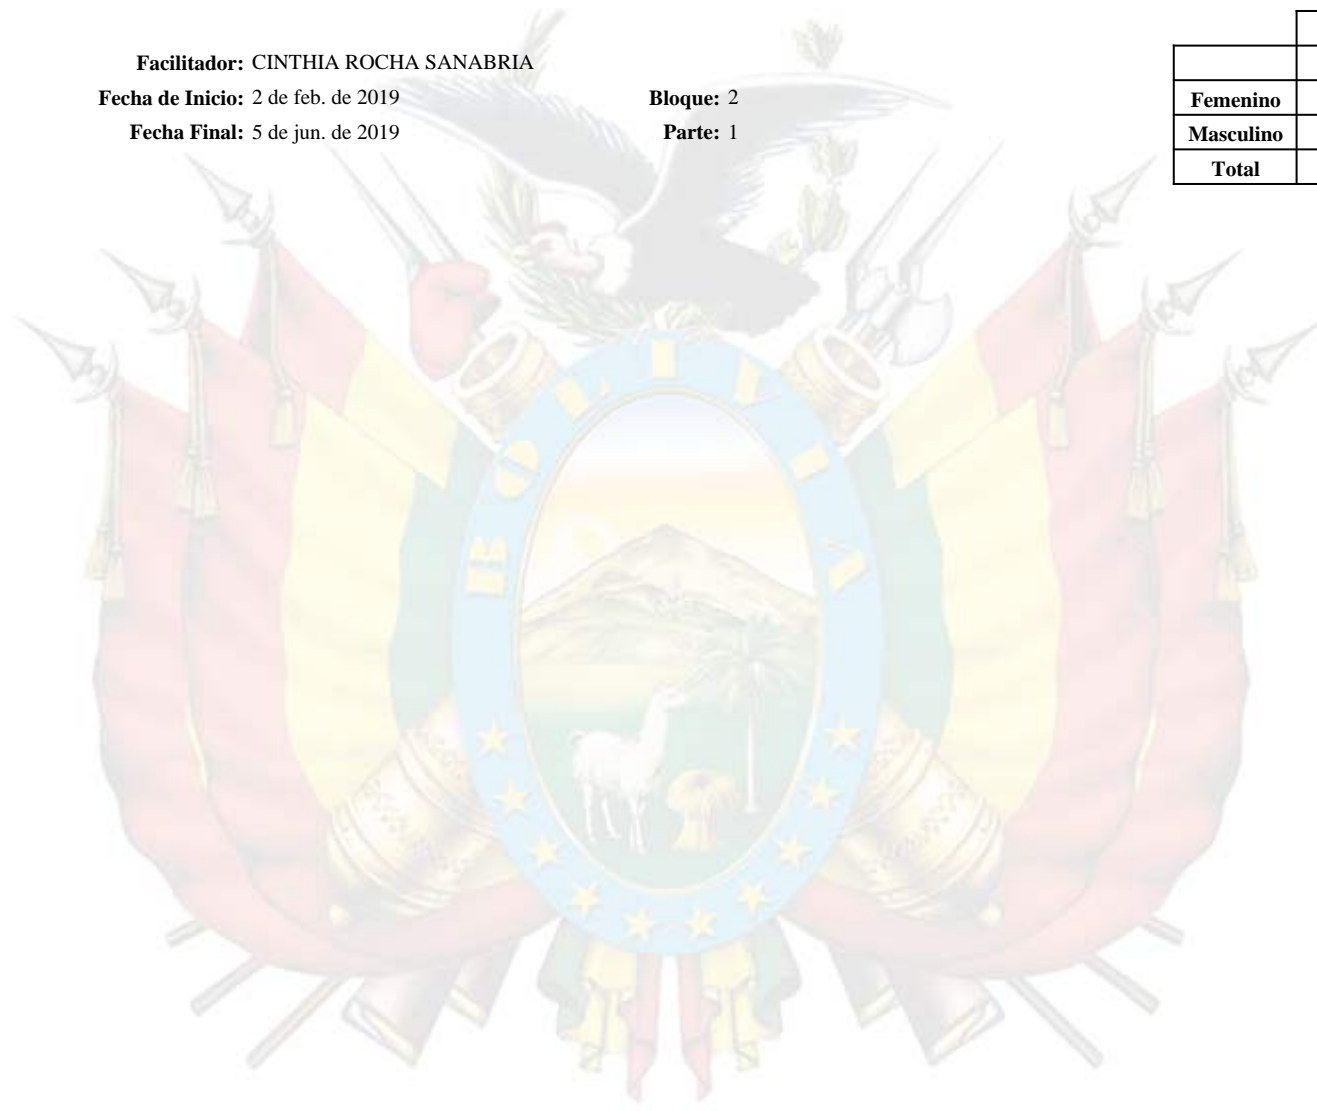 Facilitador: CINTHIA ROCHA SANABRIA
Fecha de Inicio: 2 de feb. de 2019 Bloque: 2
Fecha Final: 5 de jun. de 2019 Parte: 1
Femenino
Masculino
Total
BOLIVIA